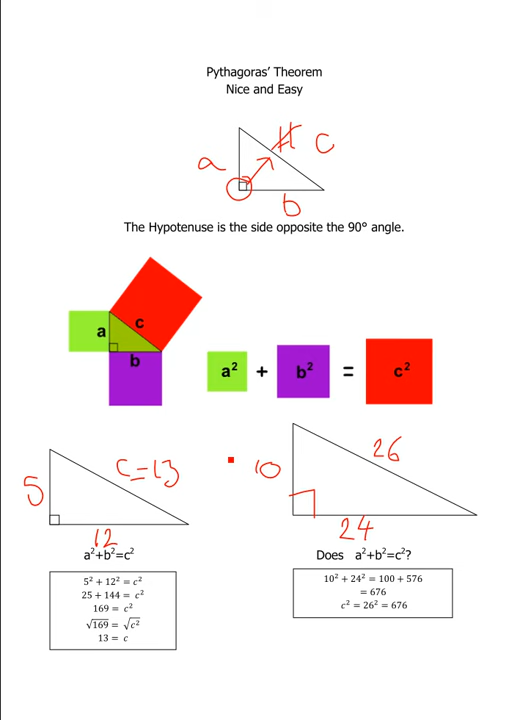 Pythagoras' Theorem
Nice and Easy
H
a
c
b
The Hypotenuse is the side opposite the 90° angle.
a
c
b
a² + b² = c²
5
c=13
12
10
26
24
a²+b²=c²
5² + 12² = c²
25 + 144 = c²
169 = c²
√169 = √c²
13 = c
Does a²+b²=c²?
10² + 24² = 100 + 576
= 676
c² = 26² = 676